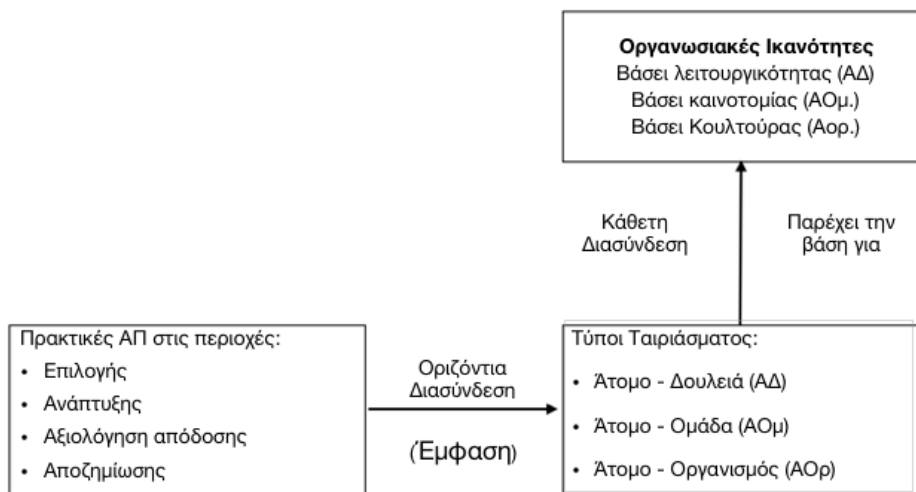 Οργανωσιακές Ικανότητες
Βάσει λειτουργικότητας (ΑΔ)
Βάσει καινοτομίας (ΑΟμ.)
Βάσει Κουλτούρας (Αορ.)
Κάθετη
Διασύνδεση
Παρέχει την
βάση για
Πρακτικές ΑΠ στις περιοχές:
• Επιλογής
• Ανάπτυξης
• Αξιολόγηση απόδοσης
• Αποζημίωσης
Οριζόντια
Διασύνδεση
(Έμφαση)
Τύποι Ταιριάσματος:
• Άτομο - Δουλειά (ΑΔ)
• Άτομο - Ομάδα (ΑΟμ)
• Άτομο - Οργανισμός (ΑΟρ)